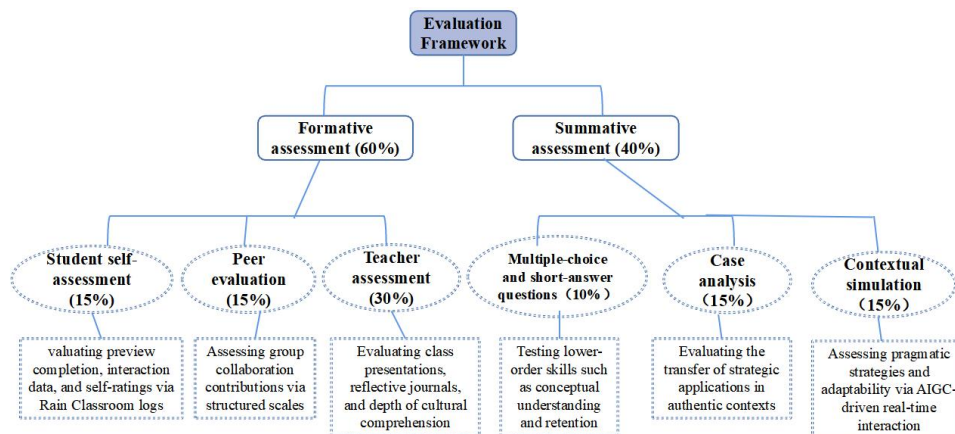 Evaluation
Framework
Formative
assessment (60%)
Summative
assessment (40%)
Student self-
assessment
(15%)
Peer
evaluation
(15%)
Teacher
assessment
(30%)
Multiple-choice
and short-answer
questions（10%）
Case
analysis
（15%）
Contextual
simulation
（15%）
valuating preview
completion, interaction
data, and self-ratings via
Rain Classroom logs
Assessing group
collaboration
contributions via
structured scales
Evaluating class
presentations,
reflective journals,
and depth of cultural
comprehension
Testing lower-
order skills such
as conceptual
understanding
and retention
Evaluating the
transfer of strategic
applications in
authentic contexts
Assessing pragmatic
strategies and
adaptability via AIGC-
driven real-time
interaction